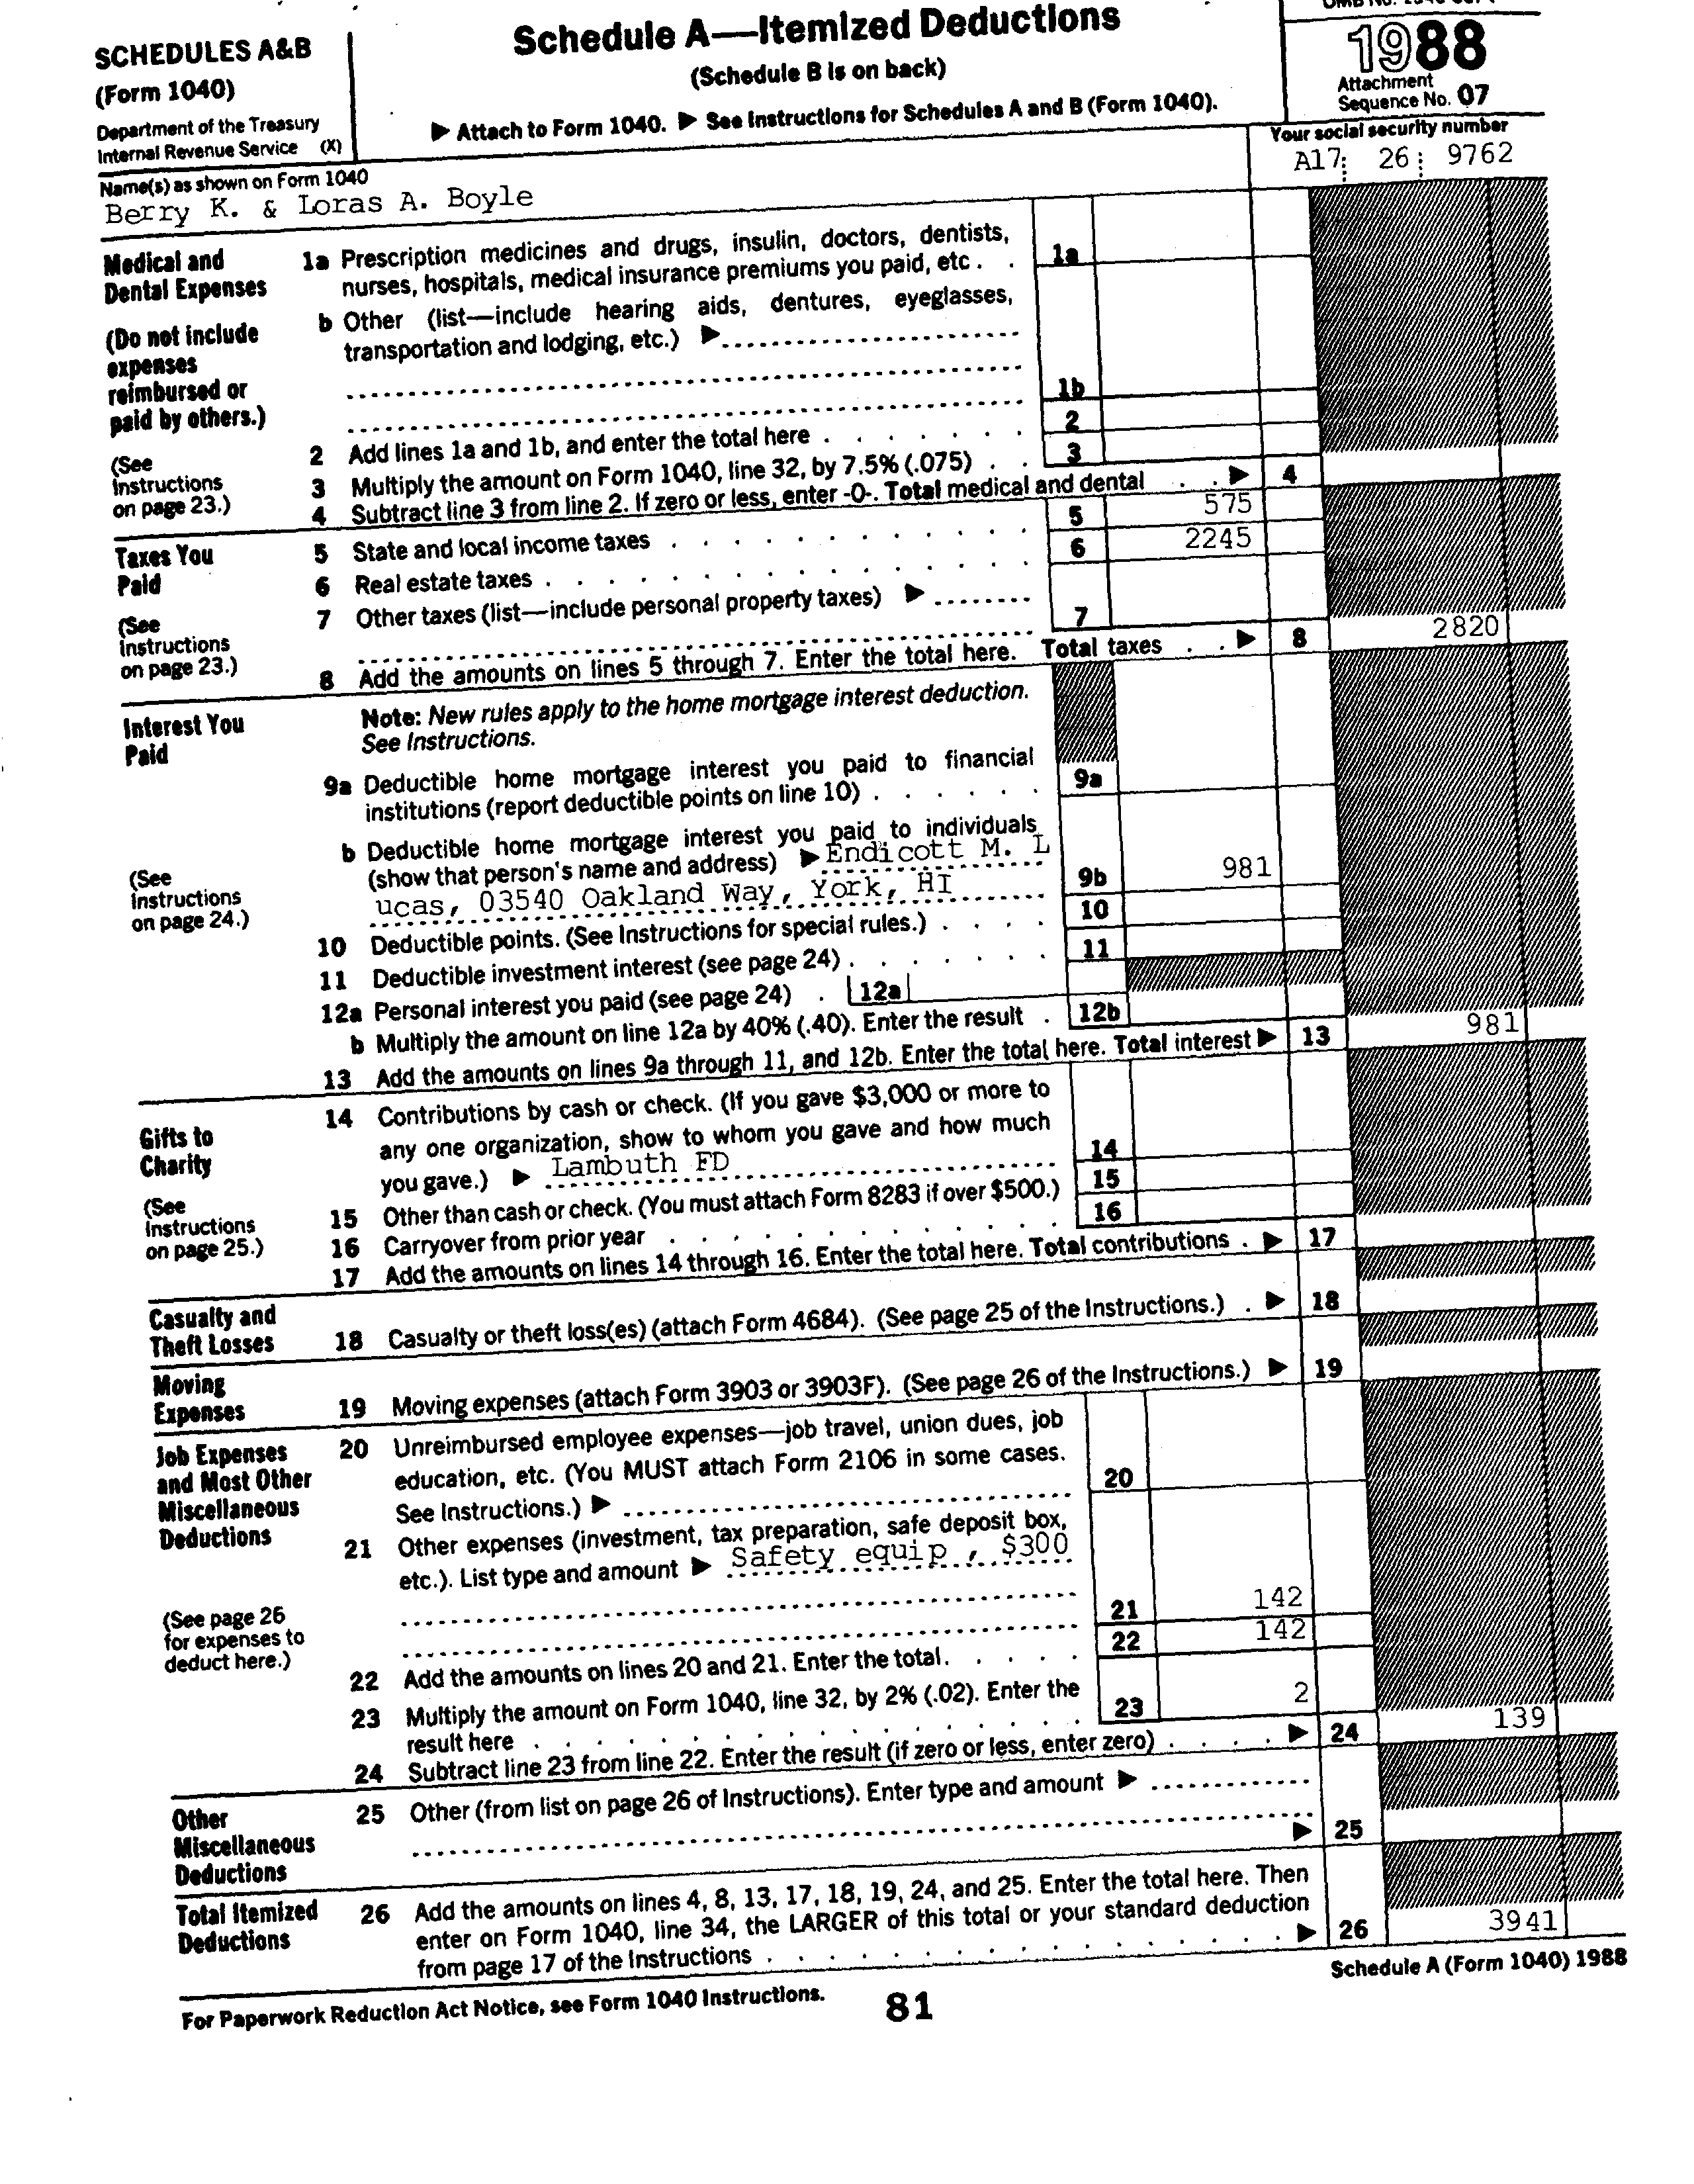 SCHEDULES A&B
(Form 1040)
Department of the Treasury
Internal Revenue Service (X)
Schedule A—Itemized Deductions
(Schedule B is on back)
▶ Attach to Form 1040. ▶ See Instructions for Schedules A and B (Form 1040).
1988
Attachment
Sequence No. 07
Name(s) as shown on Form 1040
Berry K. & Loras A. Boyle
Your social security number
A17 26 9762
Medical and
Dental Expenses
(Do not include
expenses
reimbursed or
paid by others.)
(See
Instructions
on page 23.)
1a Prescription medicines and drugs, insulin, doctors, dentists,
nurses, hospitals, medical insurance premiums you paid, etc . . 1a
b Other (list—include hearing aids, dentures, eyeglasses,
transportation and lodging, etc.) ▶
1b
2 Add lines 1a and 1b, and enter the total here . . . . . . . 2
3 Multiply the amount on Form 1040, line 32, by 7.5% (.075) . . 3
4 Subtract line 3 from line 2. If zero or less, enter -0-. Total medical and dental . . ▶ 4
Taxes You
Paid
(See
Instructions
on page 23.)
5 State and local income taxes . . . . . . . . . . . . 5 575
6 Real estate taxes . . . . . . . . . . . . . . . . 6 2245
7 Other taxes (list—include personal property taxes) ▶
7
8 Add the amounts on lines 5 through 7. Enter the total here. Total taxes . . ▶ 8 2820
Interest You
Paid
(See
Instructions
on page 24.)
Note: New rules apply to the home mortgage interest deduction.
See Instructions.
9a Deductible home mortgage interest you paid to financial
institutions (report deductible points on line 10) . . . . . . 9a
b Deductible home mortgage interest you paid to individuals
(show that person's name and address) ▶ Endicott M. L
ucas, 03540 Oakland Way, York, HI 9b 981
10 Deductible points. (See Instructions for special rules.) . . . . 10
11 Deductible investment interest (see page 24) . . . . . . . 11
12a Personal interest you paid (see page 24) . 12a
b Multiply the amount on line 12a by 40% (.40). Enter the result . 12b
13 Add the amounts on lines 9a through 11, and 12b. Enter the total here. Total interest ▶ 13 981
Gifts to
Charity
(See
Instructions
on page 25.)
14 Contributions by cash or check. (If you gave $3,000 or more to
any one organization, show to whom you gave and how much
you gave.) ▶ Lambuth FD 14
15 Other than cash or check. (You must attach Form 8283 if over $500.) 15
16 Carryover from prior year . . . . . . . . . . . . . 16
17 Add the amounts on lines 14 through 16. Enter the total here. Total contributions . ▶ 17
Casualty and
Theft Losses
18 Casualty or theft loss(es) (attach Form 4684). (See page 25 of the Instructions.) . ▶ 18
Moving
Expenses
19 Moving expenses (attach Form 3903 or 3903F). (See page 26 of the Instructions.) ▶ 19
Job Expenses
and Most Other
Miscellaneous
Deductions
(See page 26
for expenses to
deduct here.)
20 Unreimbursed employee expenses—job travel, union dues, job
education, etc. (You MUST attach Form 2106 in some cases.
See Instructions.) ▶ 20
21 Other expenses (investment, tax preparation, safe deposit box,
etc.). List type and amount ▶ Safety equip , $300
21 142
22 Add the amounts on lines 20 and 21. Enter the total. . . . . 22 142
23 Multiply the amount on Form 1040, line 32, by 2% (.02). Enter the
result here . . . . . . . . . . . . . . . . . 23 2
24 Subtract line 23 from line 22. Enter the result (if zero or less, enter zero) . . . . ▶ 24 139
Other
Miscellaneous
Deductions
25 Other (from list on page 26 of Instructions). Enter type and amount ▶
▶ 25
Total Itemized
Deductions
26 Add the amounts on lines 4, 8, 13, 17, 18, 19, 24, and 25. Enter the total here. Then
enter on Form 1040, line 34, the LARGER of this total or your standard deduction
from page 17 of the Instructions . . . . . . . . . . . . . . . ▶ 26 3941
For Paperwork Reduction Act Notice, see Form 1040 Instructions.
81
Schedule A (Form 1040) 1988